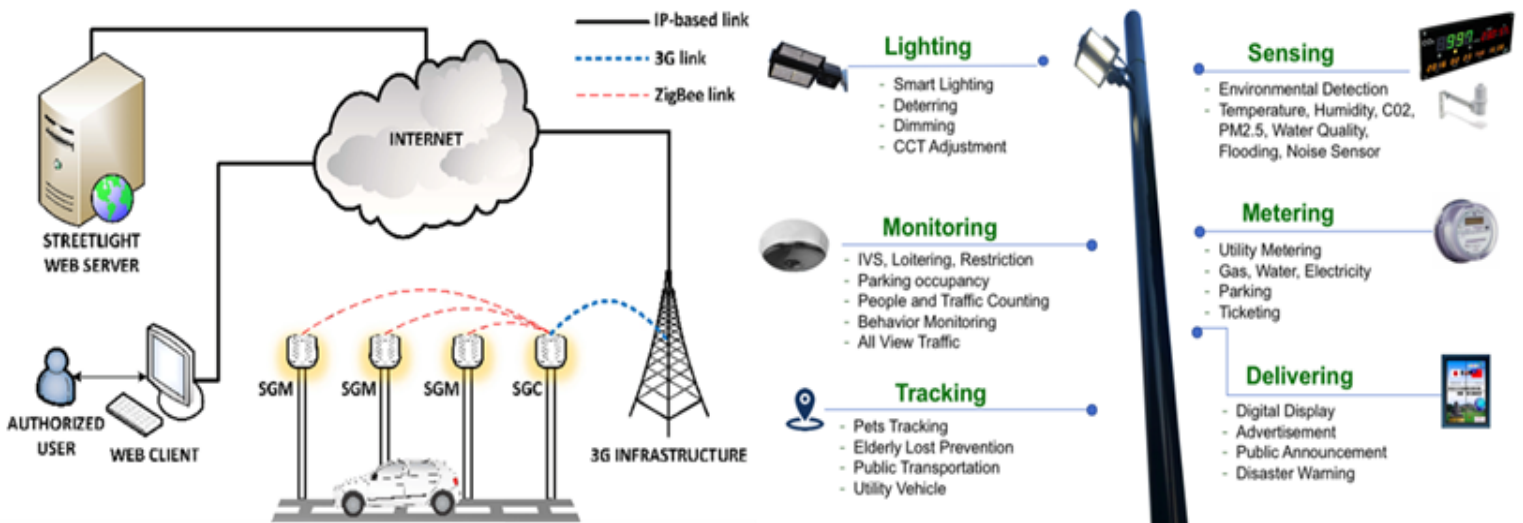 IP-based link
3G link
ZigBee link
INTERNET
STREETLIGHT
WEB SERVER
SGM
SGM
SGM
SGC
AUTHORIZED
USER
WEB CLIENT
3G INFRASTRUCTURE
Lighting
- Smart Lighting
- Deterring
- Dimming
- CCT Adjustment
Monitoring
- IVS, Loitering, Restriction
- Parking occupancy
- People and Traffic Counting
- Behavior Monitoring
- All View Traffic
Tracking
- Pets Tracking
- Elderly Lost Prevention
- Public Transportation
- Utility Vehicle
Sensing
- Environmental Detection
- Temperature, Humidity, C02,
PM2.5, Water Quality,
Flooding, Noise Sensor
Metering
- Utility Metering
- Gas, Water, Electricity
- Parking
- Ticketing
Delivering
- Digital Display
- Advertisement
- Public Announcement
- Disaster Warning